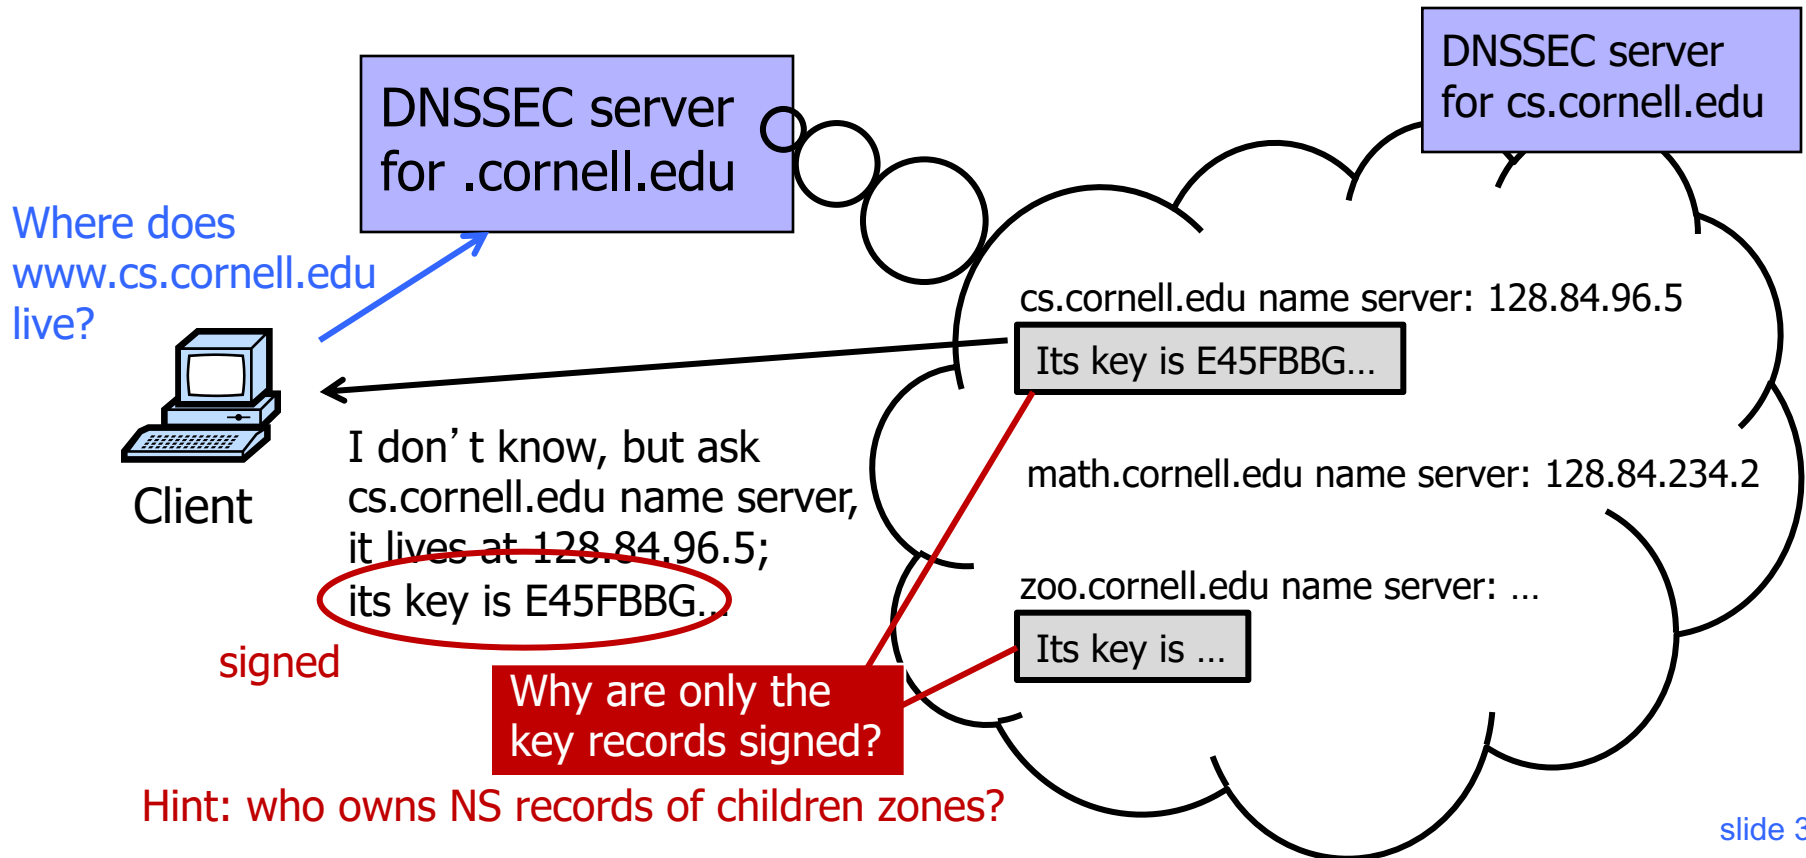 DNSSEC server
for .cornell.edu
DNSSEC server
for cs.cornell.edu
Where does
www.cs.cornell.edu
live?
Client
I don’t know, but ask
cs.cornell.edu name server,
it lives at 128.84.96.5;
its key is E45FBBG…
signed
cs.cornell.edu name server: 128.84.96.5
Its key is E45FBBG…
math.cornell.edu name server: 128.84.234.2
zoo.cornell.edu name server: …
Its key is …
Why are only the
key records signed?
Hint: who owns NS records of children zones?
slide 3